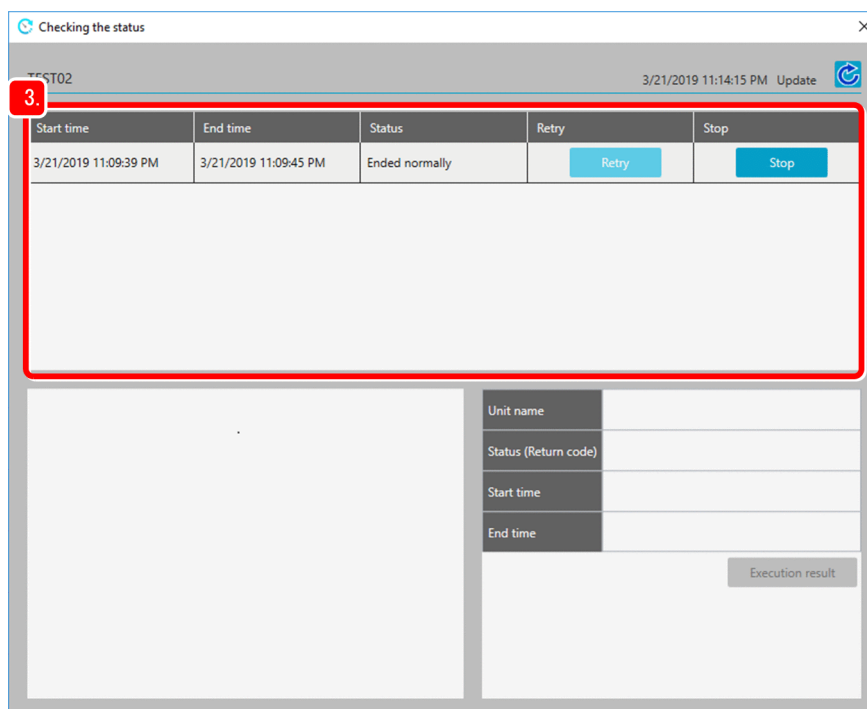 Checking the status
TEST02
3/21/2019 11:14:15 PM Update
3.
Start time End time Status Retry Stop
3/21/2019 11:09:39 PM 3/21/2019 11:09:45 PM Ended normally Retry Stop
Unit name
Status (Return code)
Start time
End time
Execution result